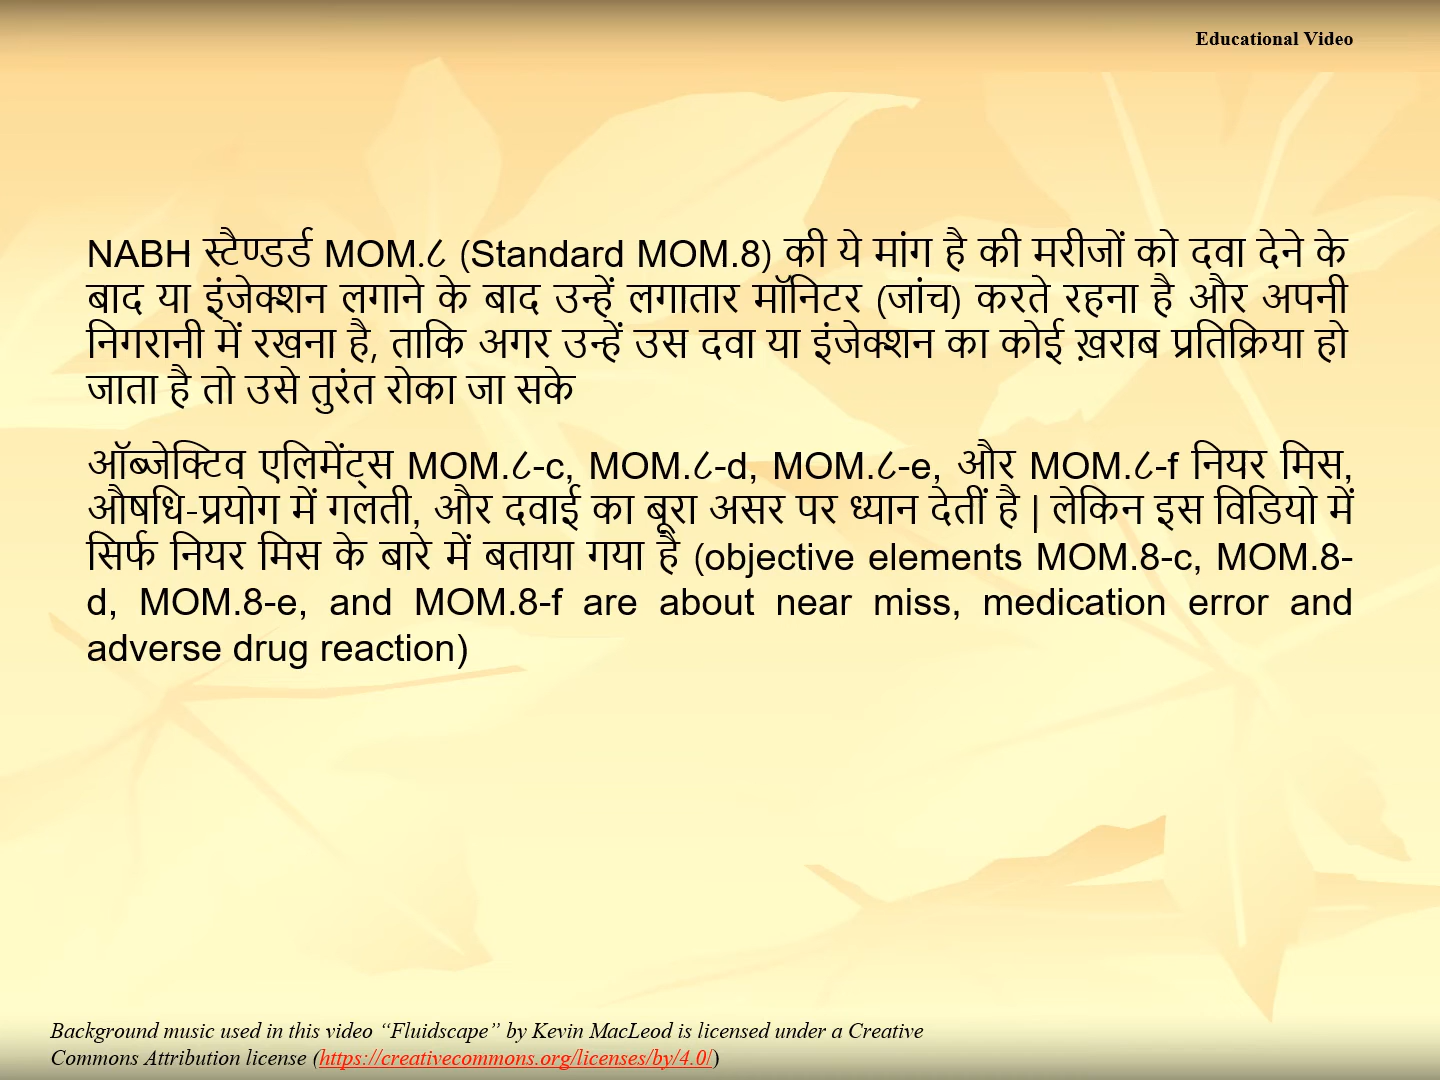 Educational Video
NABH स्टैण्डर्ड MOM.८ (Standard MOM.8) की ये मांग है की मरीजों को दवा देने के
बाद या इंजेक्शन लगाने के बाद उन्हें लगातार मॉनिटर (जांच) करते रहना है और अपनी
निगरानी में रखना है, ताकि अगर उन्हें उस दवा या इंजेक्शन का कोई ख़राब प्रतिक्रिया हो
जाता है तो उसे तुरंत रोका जा सके
ऑब्जेक्टिव एलिमेंट्स MOM.८-c, MOM.८-d, MOM.८-e, और MOM.८-f नियर मिस,
औषधि-प्रयोग में गलती, और दवाई का बूरा असर पर ध्यान देतीं है | लेकिन इस विडियो में
सिर्फ नियर मिस के बारे में बताया गया है (objective elements MOM.8-c, MOM.8-
d, MOM.8-e, and MOM.8-f are about near miss, medication error and
adverse drug reaction)
Background music used in this video “Fluidscape” by Kevin MacLeod is licensed under a Creative
Commons Attribution license (https://creativecommons.org/licenses/by/4.0/)